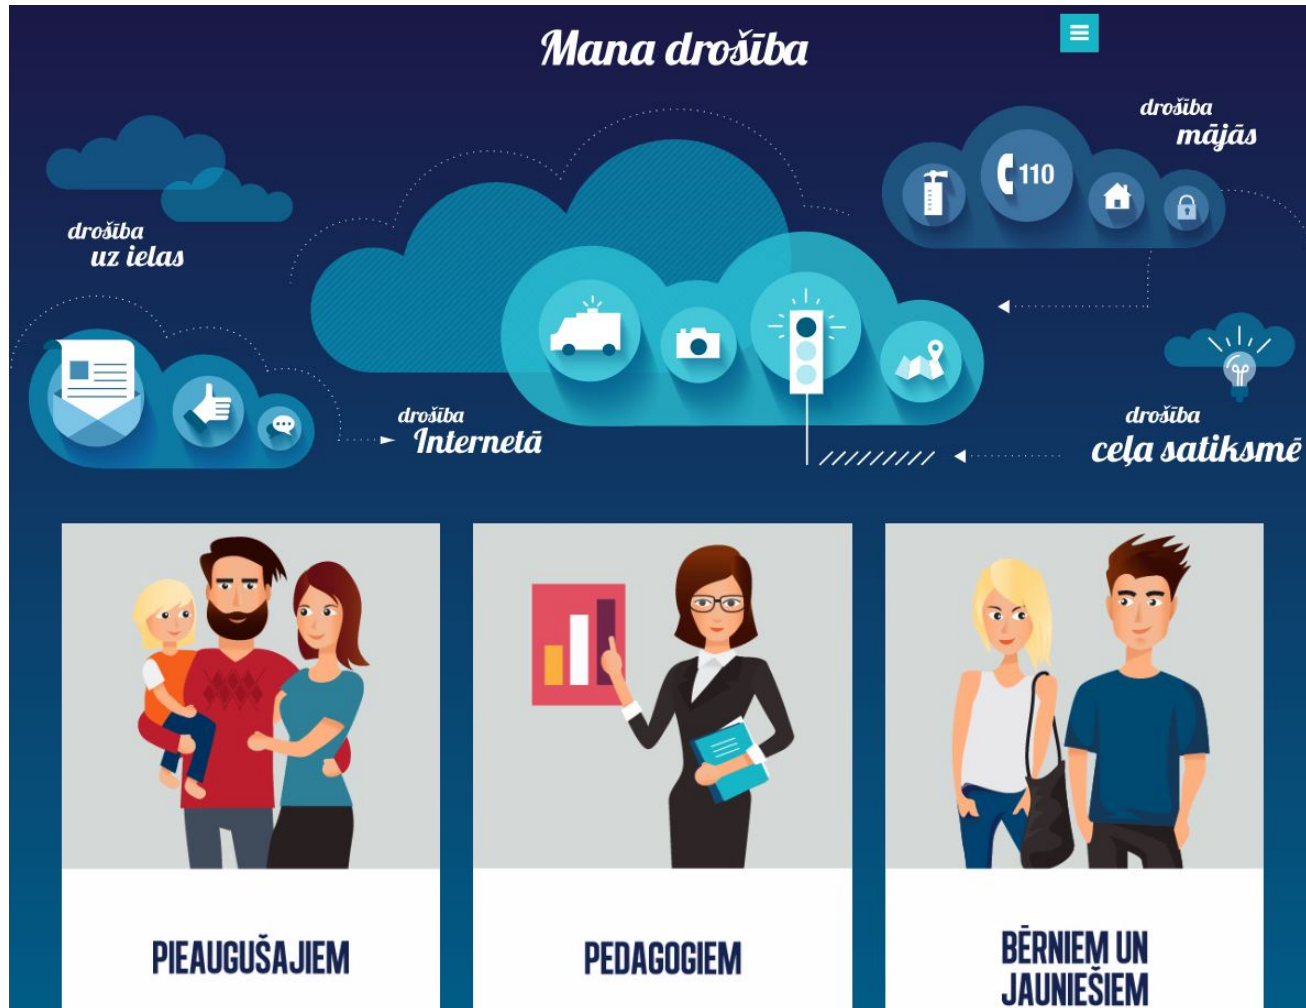 Mana drošība
drošība
mājās
110
drošība
uz ielas
drošība
Internetā
drošība
ceļa satiksmē
PIEAUGUŠAJIEM
PEDAGOGIEM
BĒRNIEM UN
JAUNIEŠIEM